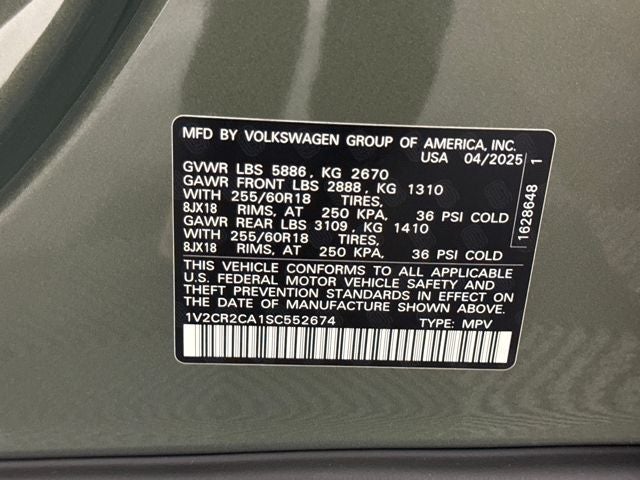 MFD BY VOLKSWAGEN GROUP OF AMERICA, INC.
USA 04/2025
GVWR LBS 5886, KG 2670
GAWR FRONT LBS 2888, KG 1310
WITH 255/60R18 TIRES,
8JX18 RIMS, AT 250 KPA, 36 PSI COLD
GAWR REAR LBS 3109, KG 1410
WITH 255/60R18 TIRES,
8JX18 RIMS, AT 250 KPA, 36 PSI COLD
THIS VEHICLE CONFORMS TO ALL APPLICABLE
U.S. FEDERAL MOTOR VEHICLE SAFETY AND
THEFT PREVENTION STANDARDS IN EFFECT ON
THE DATE OF MANUFACTURE SHOWN ABOVE.
1V2CR2CA1SC552674 TYPE: MPV
1628648 1